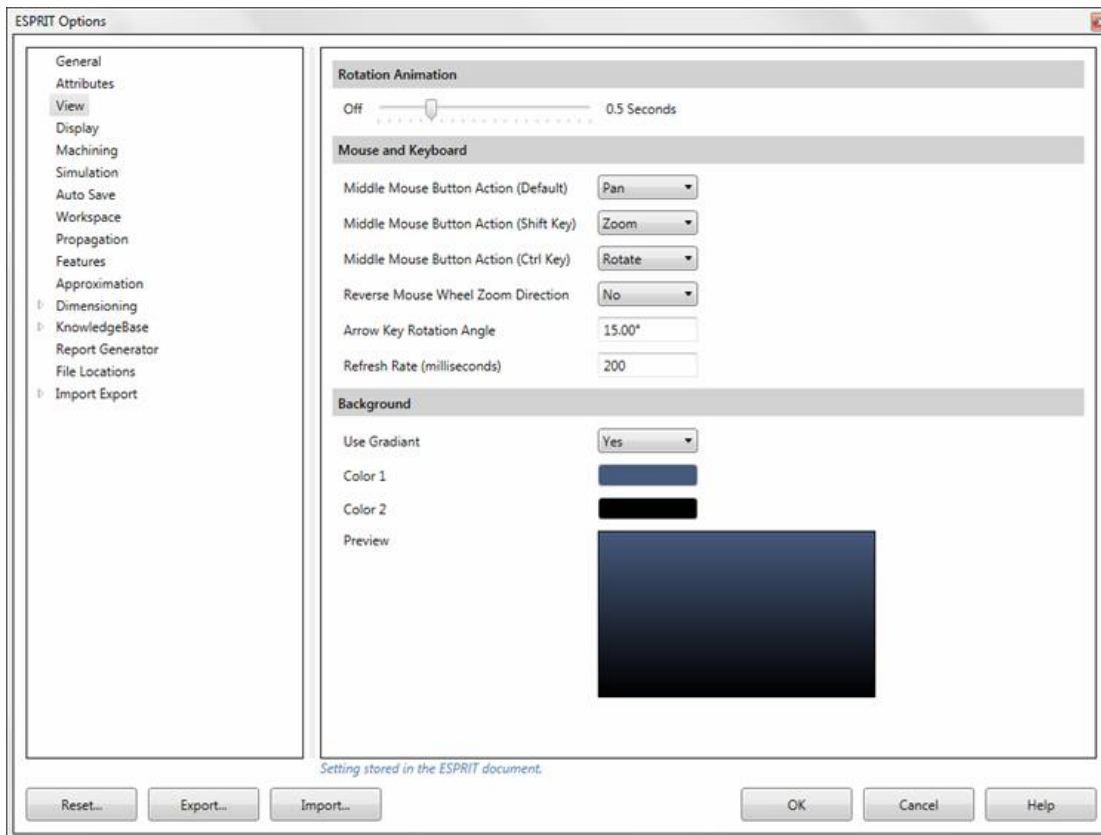 ESPRIT Options
General
Attributes
View
Display
Machining
Simulation
Auto Save
Workspace
Propagation
Features
Approximation
Dimensioning
KnowledgeBase
Report Generator
File Locations
Import Export
Rotation Animation
Off 0.5 Seconds
Mouse and Keyboard
Middle Mouse Button Action (Default) Pan
Middle Mouse Button Action (Shift Key) Zoom
Middle Mouse Button Action (Ctrl Key) Rotate
Reverse Mouse Wheel Zoom Direction No
Arrow Key Rotation Angle 15.00°
Refresh Rate (milliseconds) 200
Background
Use Gradiant Yes
Color 1
Color 2
Preview
Setting stored in the ESPRIT document.
Reset... Export... Import... OK Cancel Help